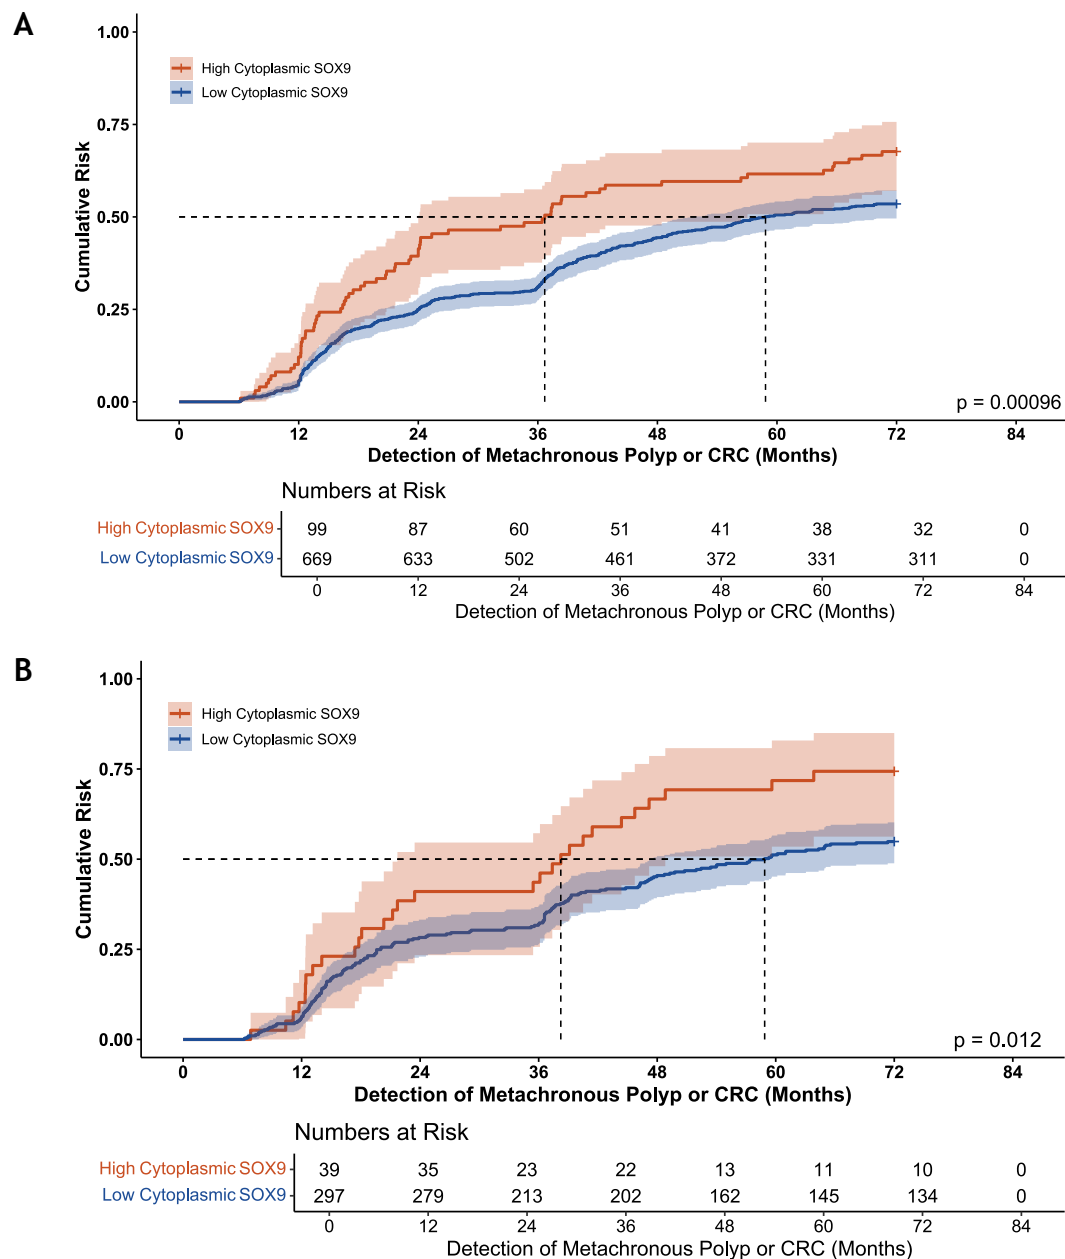 A
1.00
High Cytoplasmic SOX9
Low Cytoplasmic SOX9
0.75
0.50
0.25
0.00
Cumulative Risk
p = 0.00096
0 12 24 36 48 60 72 84
Detection of Metachronous Polyp or CRC (Months)
Numbers at Risk
High Cytoplasmic SOX9 99 87 60 51 41 38 32 0
Low Cytoplasmic SOX9 669 633 502 461 372 331 311 0
0 12 24 36 48 60 72 84
Detection of Metachronous Polyp or CRC (Months)
B
1.00
High Cytoplasmic SOX9
Low Cytoplasmic SOX9
0.75
0.50
0.25
0.00
Cumulative Risk
p = 0.012
0 12 24 36 48 60 72 84
Detection of Metachronous Polyp or CRC (Months)
Numbers at Risk
High Cytoplasmic SOX9 39 35 23 22 13 11 10 0
Low Cytoplasmic SOX9 297 279 213 202 162 145 134 0
0 12 24 36 48 60 72 84
Detection of Metachronous Polyp or CRC (Months)